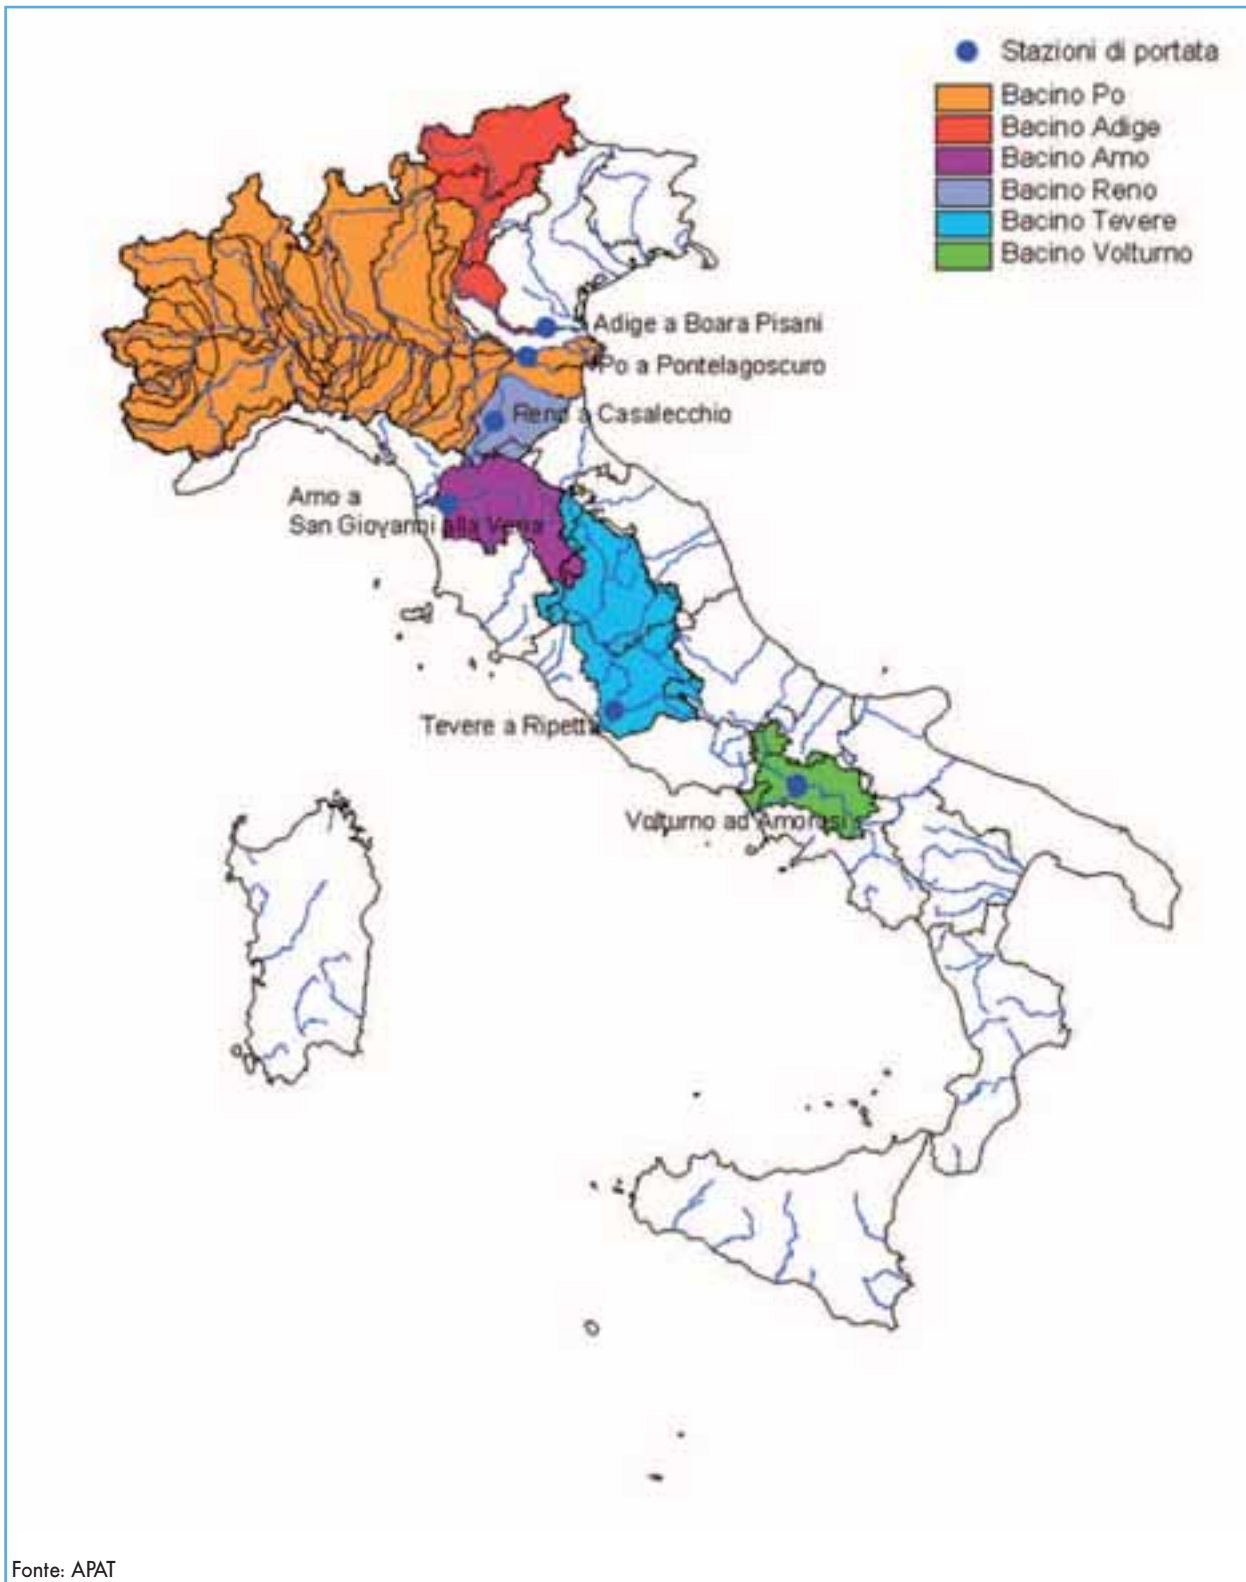 Stazioni di portata
Bacino Po
Bacino Adige
Bacino Arno
Bacino Reno
Bacino Tevere
Bacino Volturno
Adige a Boara Pisani
Po a Pontelagoscuro
Reno a Casalecchio
Arno a
San Giovanni alla Vena
Tevere a Ripetta
Volturno ad Amorosi
Fonte: APAT